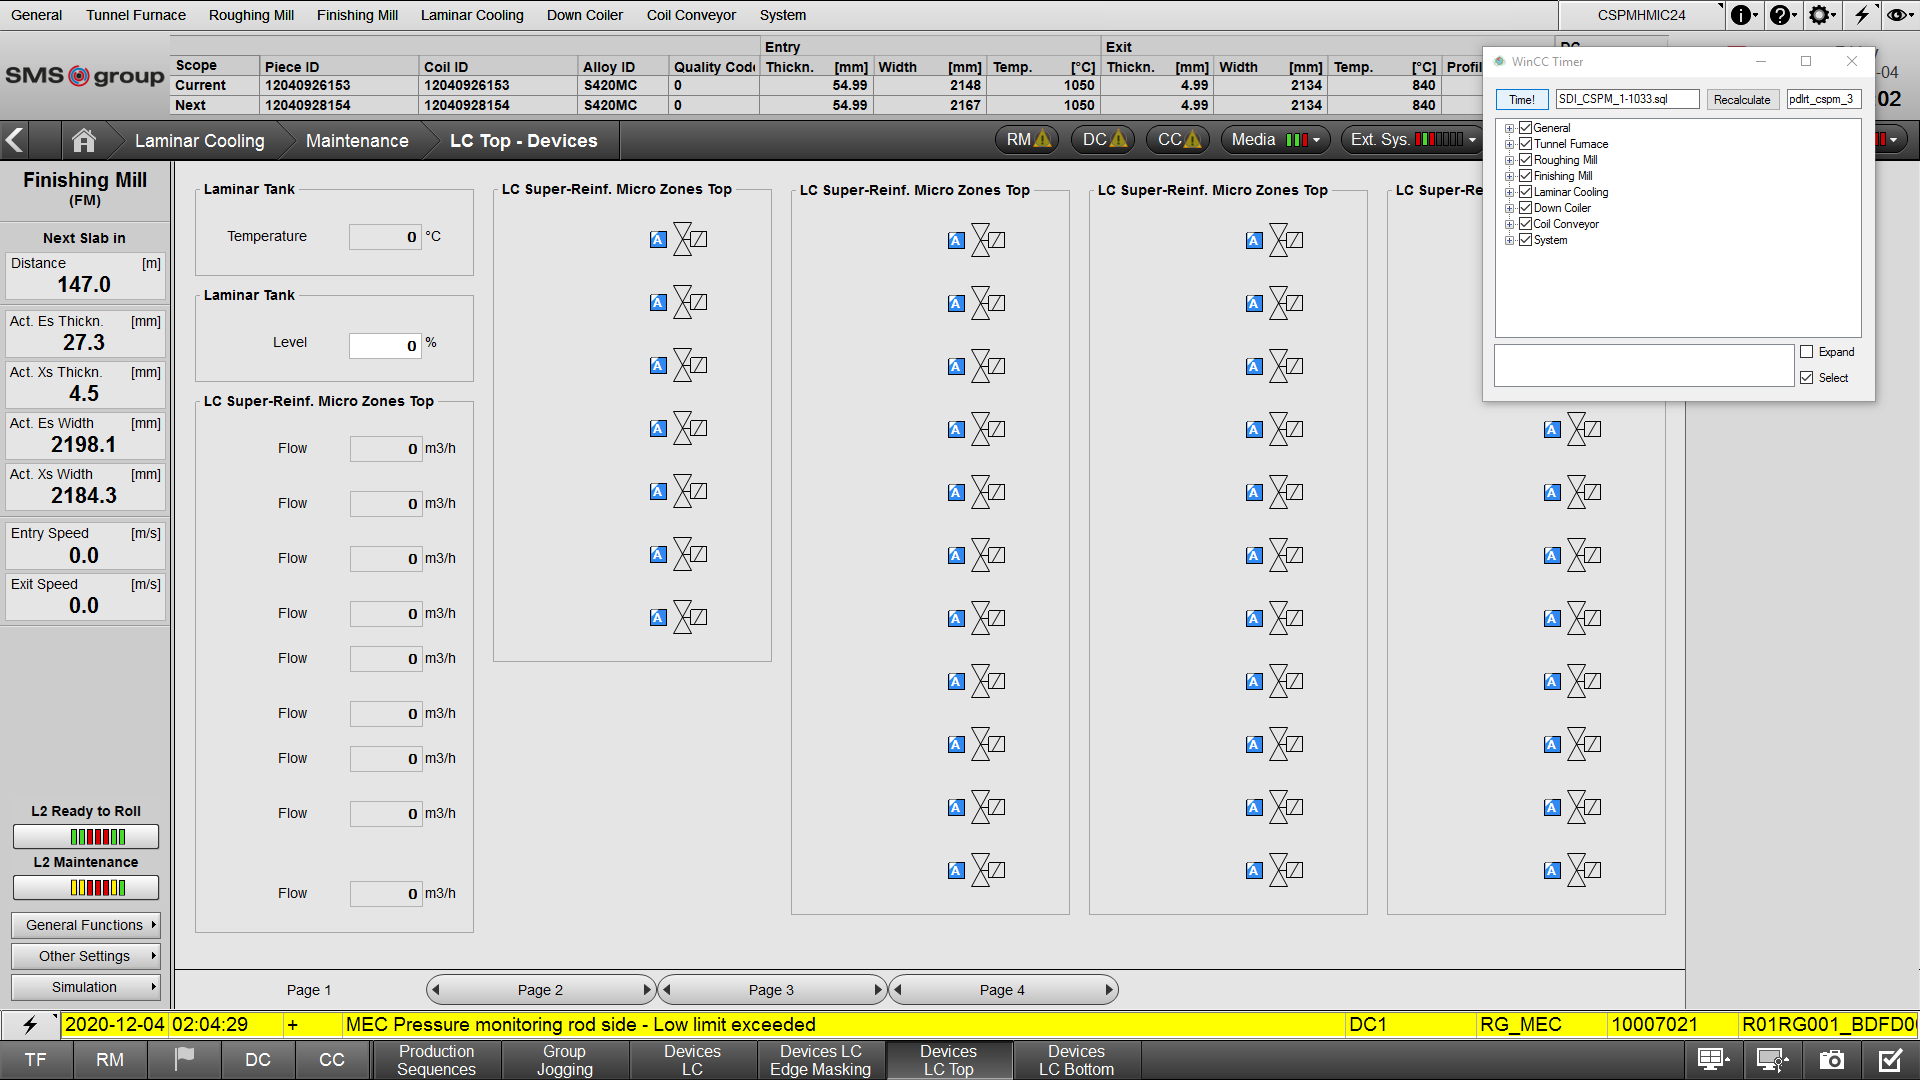 General Tunnel Furnace Roughing Mill Finishing Mill Laminar Cooling Down Coiler Coil Conveyor System CSPMHMIC24
SMS group
Entry Exit
Scope Piece ID Coil ID Alloy ID Quality Code Thickn. [mm] Width [mm] Temp. [°C] Thickn. [mm] Width [mm] Temp. [°C] Profil
Current 12040926153 12040926153 S420MC 0 54.99 2148 1050 4.99 2134 840
Next 12040928154 12040928154 S420MC 0 54.99 2167 1050 4.99 2134 840
-04
02
Laminar Cooling Maintenance LC Top - Devices RM DC CC Media Ext. Sys.
WinCC Timer
Time! SDI_CSPM_1-1033.sql Recalculate pdlrt_cspm_3
General
Tunnel Furnace
Roughing Mill
Finishing Mill
Laminar Cooling
Down Coiler
Coil Conveyor
System
Expand
Select
Finishing Mill
(FM)
Next Slab in
Distance [m]
147.0
Act. Es Thickn. [mm]
27.3
Act. Xs Thickn. [mm]
4.5
Act. Es Width [mm]
2198.1
Act. Xs Width [mm]
2184.3
Entry Speed [m/s]
0.0
Exit Speed [m/s]
0.0
L2 Ready to Roll
L2 Maintenance
General Functions
Other Settings
Simulation
Laminar Tank
Temperature 0 °C
Laminar Tank
Level 0 %
LC Super-Reinf. Micro Zones Top
Flow 0 m3/h
Flow 0 m3/h
Flow 0 m3/h
Flow 0 m3/h
Flow 0 m3/h
Flow 0 m3/h
Flow 0 m3/h
Flow 0 m3/h
Flow 0 m3/h
LC Super-Reinf. Micro Zones Top
A
A
A
A
A
A
A
LC Super-Reinf. Micro Zones Top
A
A
A
A
A
A
A
A
A
A
A
LC Super-Reinf. Micro Zones Top
A
A
A
A
A
A
A
A
A
A
A
LC Super-Re
A
A
A
A
A
A
A
A
Page 1 Page 2 Page 3 Page 4
2020-12-04 02:04:29 + MEC Pressure monitoring rod side - Low limit exceeded DC1 RG_MEC 10007021 R01RG001_BDFD0
TF RM DC CC Production Sequences Group Jogging Devices LC Devices LC Edge Masking Devices LC Top Devices LC Bottom